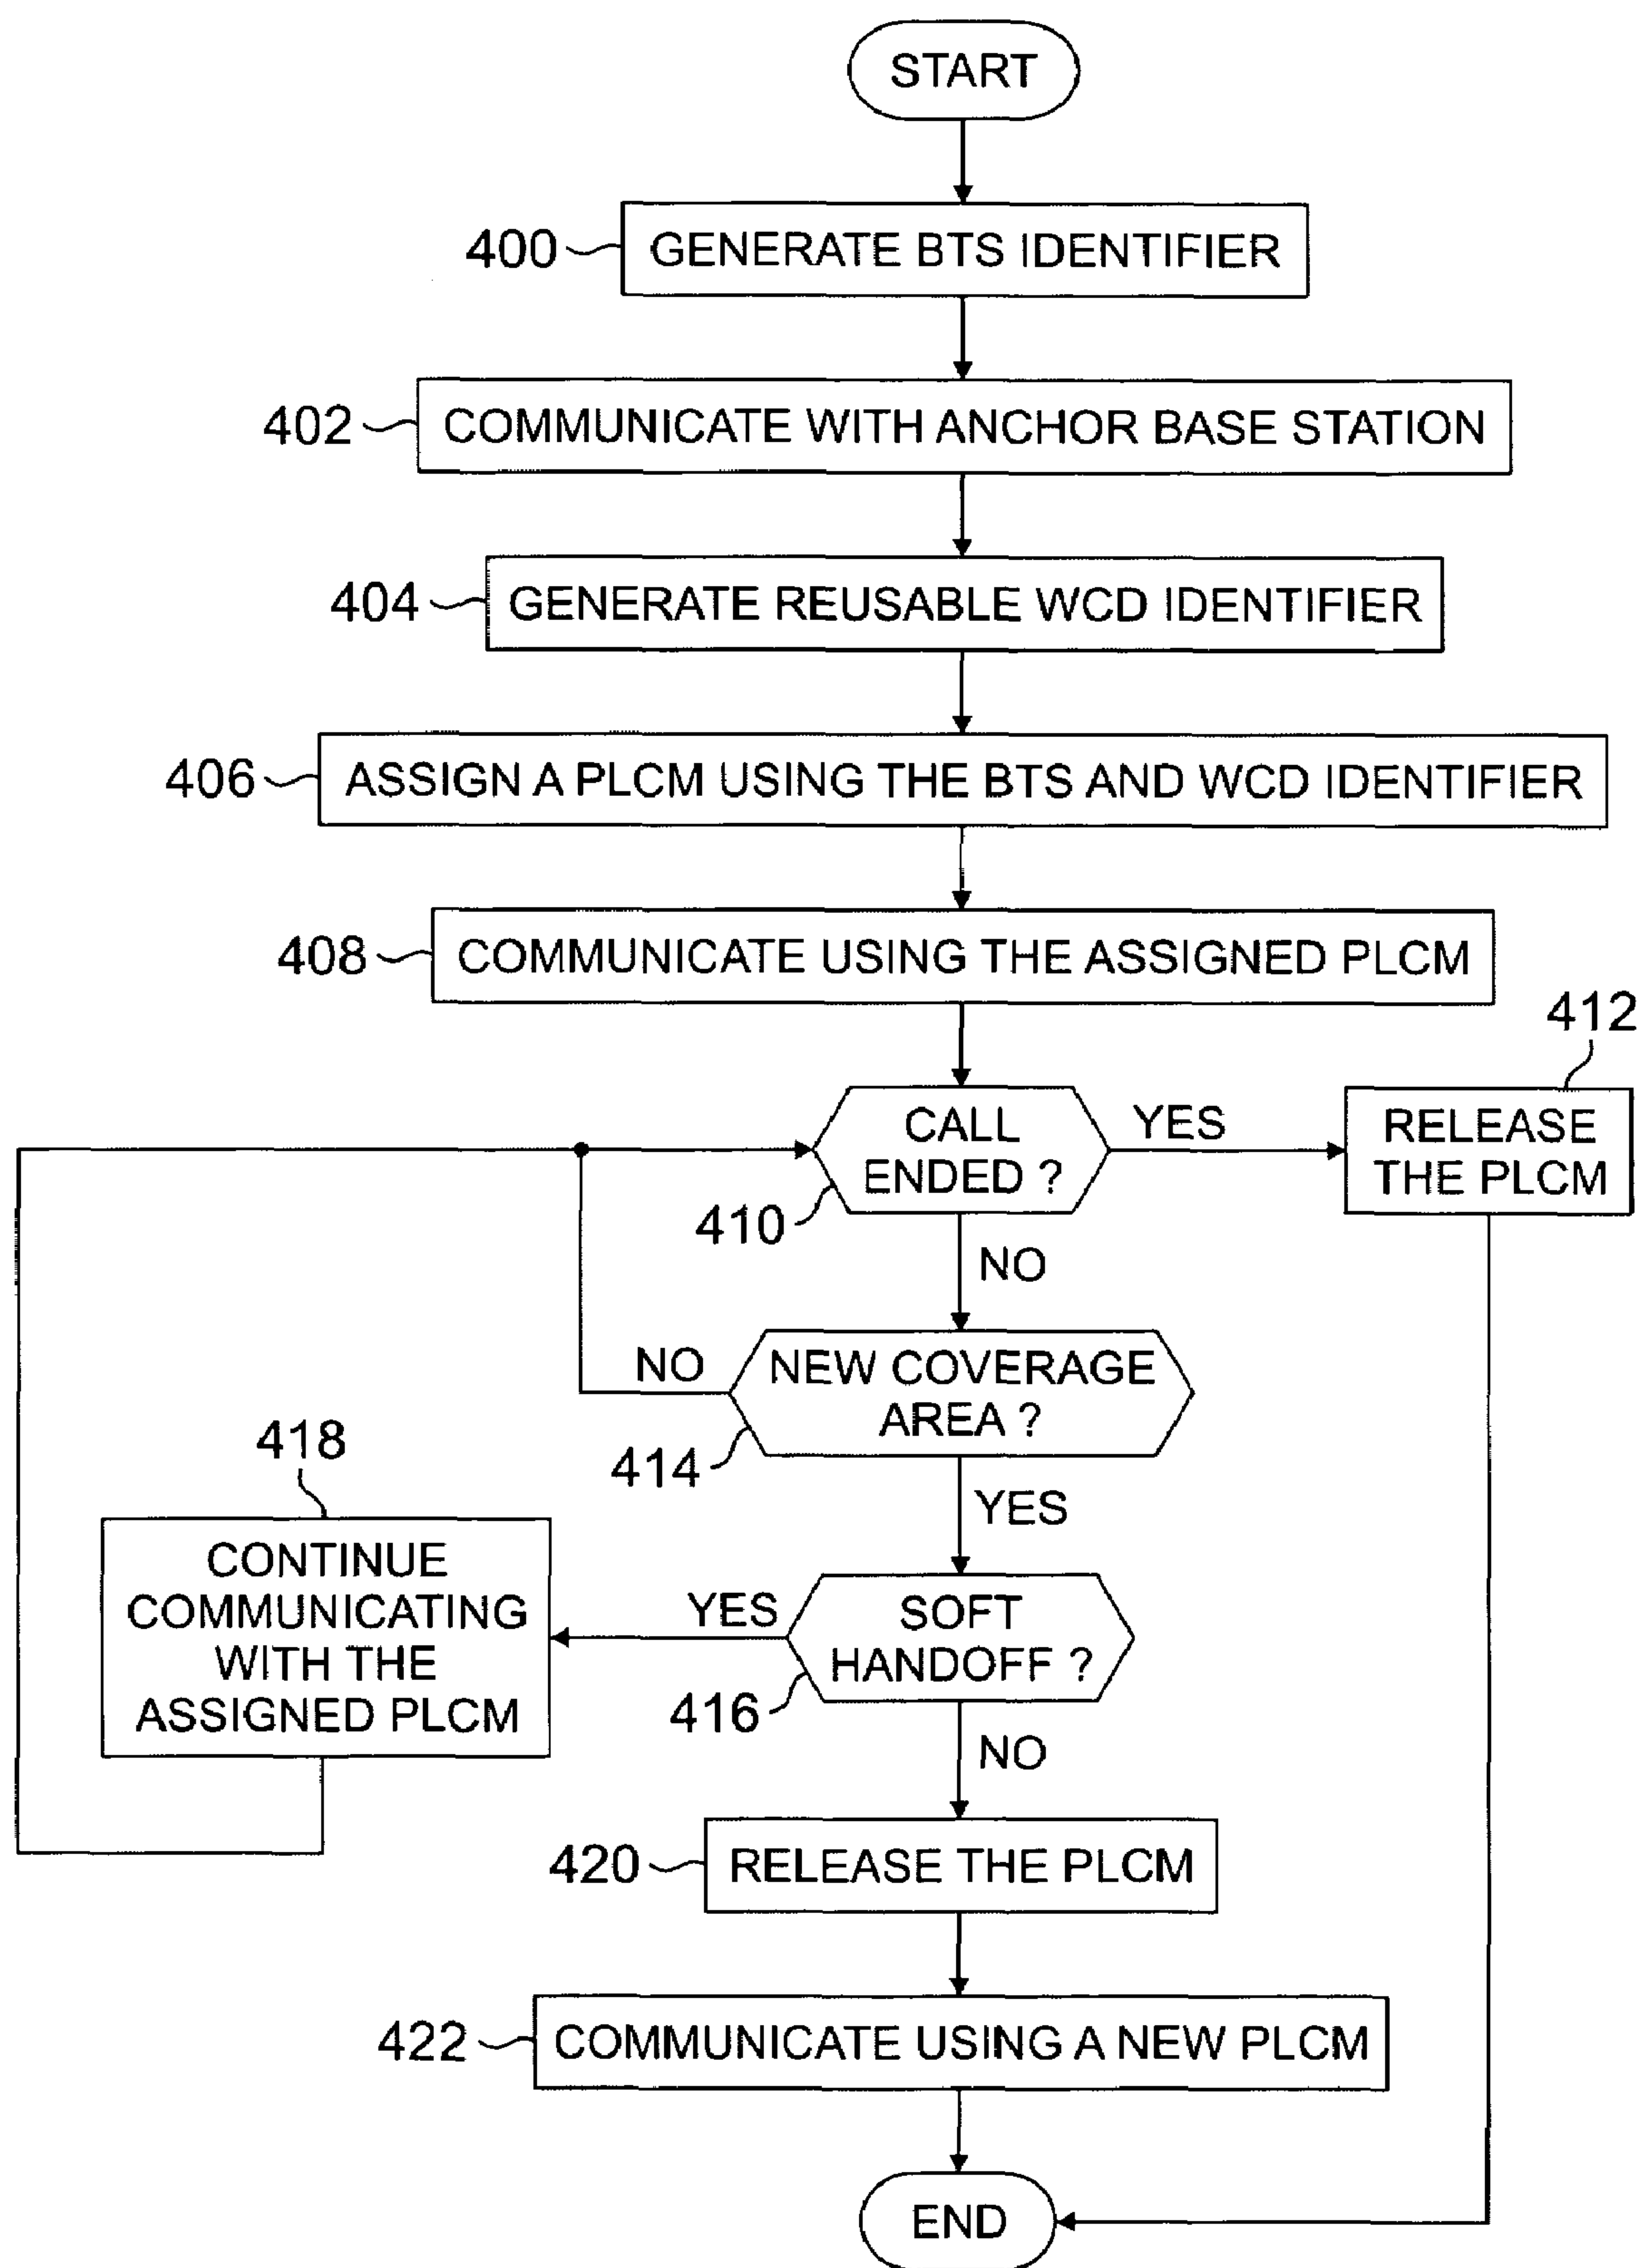 START
400
GENERATE BTS IDENTIFIER
402
COMMUNICATE WITH ANCHOR BASE STATION
404
GENERATE REUSABLE WCD IDENTIFIER
406
ASSIGN A PLCM USING THE BTS AND WCD IDENTIFIER
408
COMMUNICATE USING THE ASSIGNED PLCM
412
CALL
ENDED ?
YES
RELEASE
THE PLCM
410
NO
NO
NEW COVERAGE
AREA ?
414
YES
418
CONTINUE
COMMUNICATING
WITH THE
ASSIGNED PLCM
YES
SOFT
HANDOFF ?
416
NO
420
RELEASE THE PLCM
422
COMMUNICATE USING A NEW PLCM
END